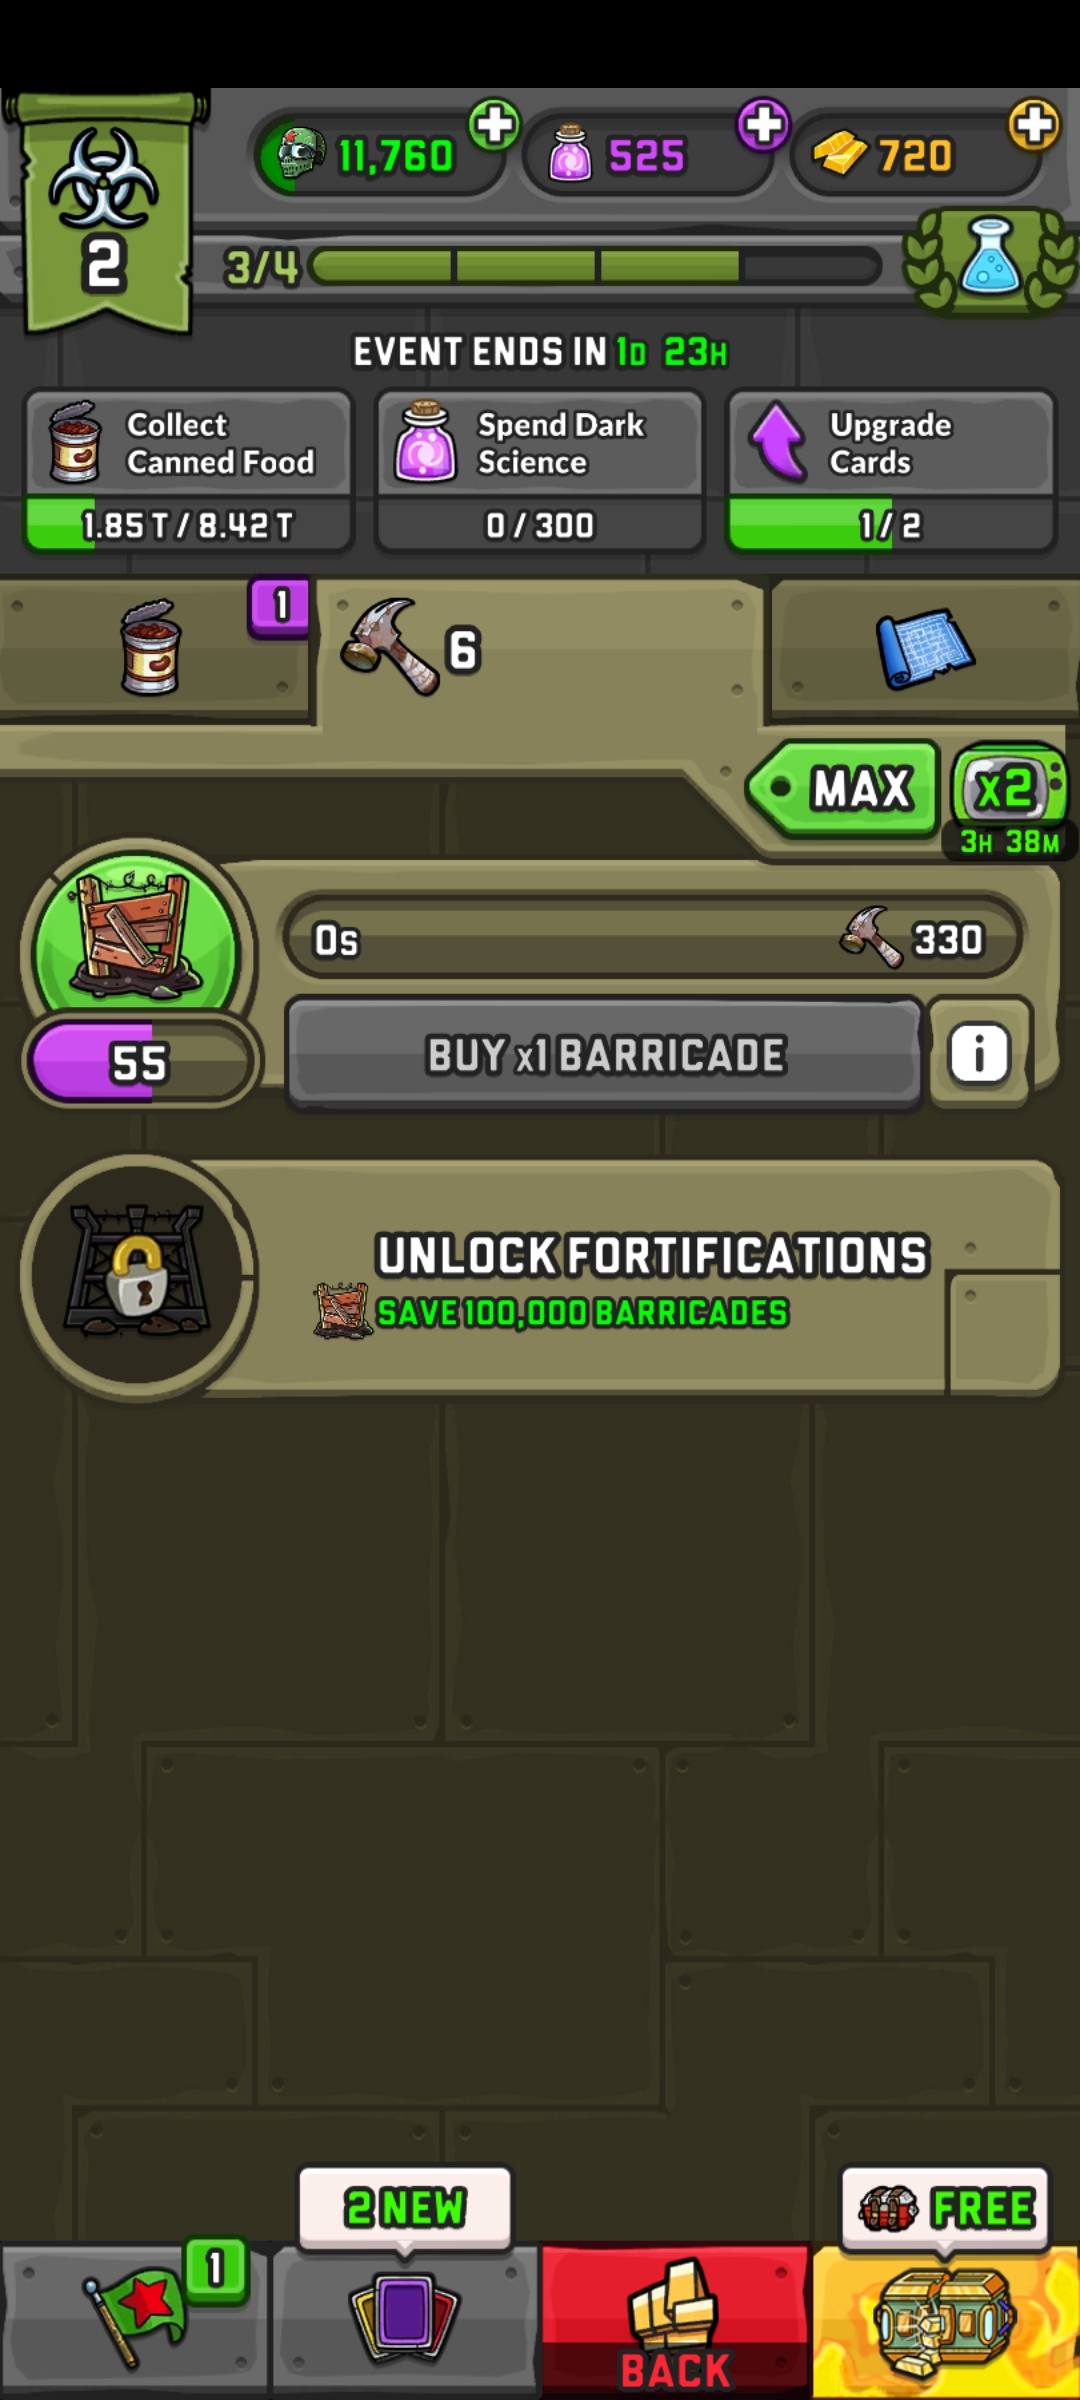 11,760
525
720
2
3/4
EVENT ENDS IN 1D 23H
Collect
Canned Food
1.85 T / 8.42 T
Spend Dark
Science
0 / 300
Upgrade
Cards
1 / 2
1
6
MAX
x2
3H 38M
0s
330
55
BUY x1 BARRICADE
i
UNLOCK FORTIFICATIONS
SAVE 100,000 BARRICADES
2 NEW
FREE
1
BACK